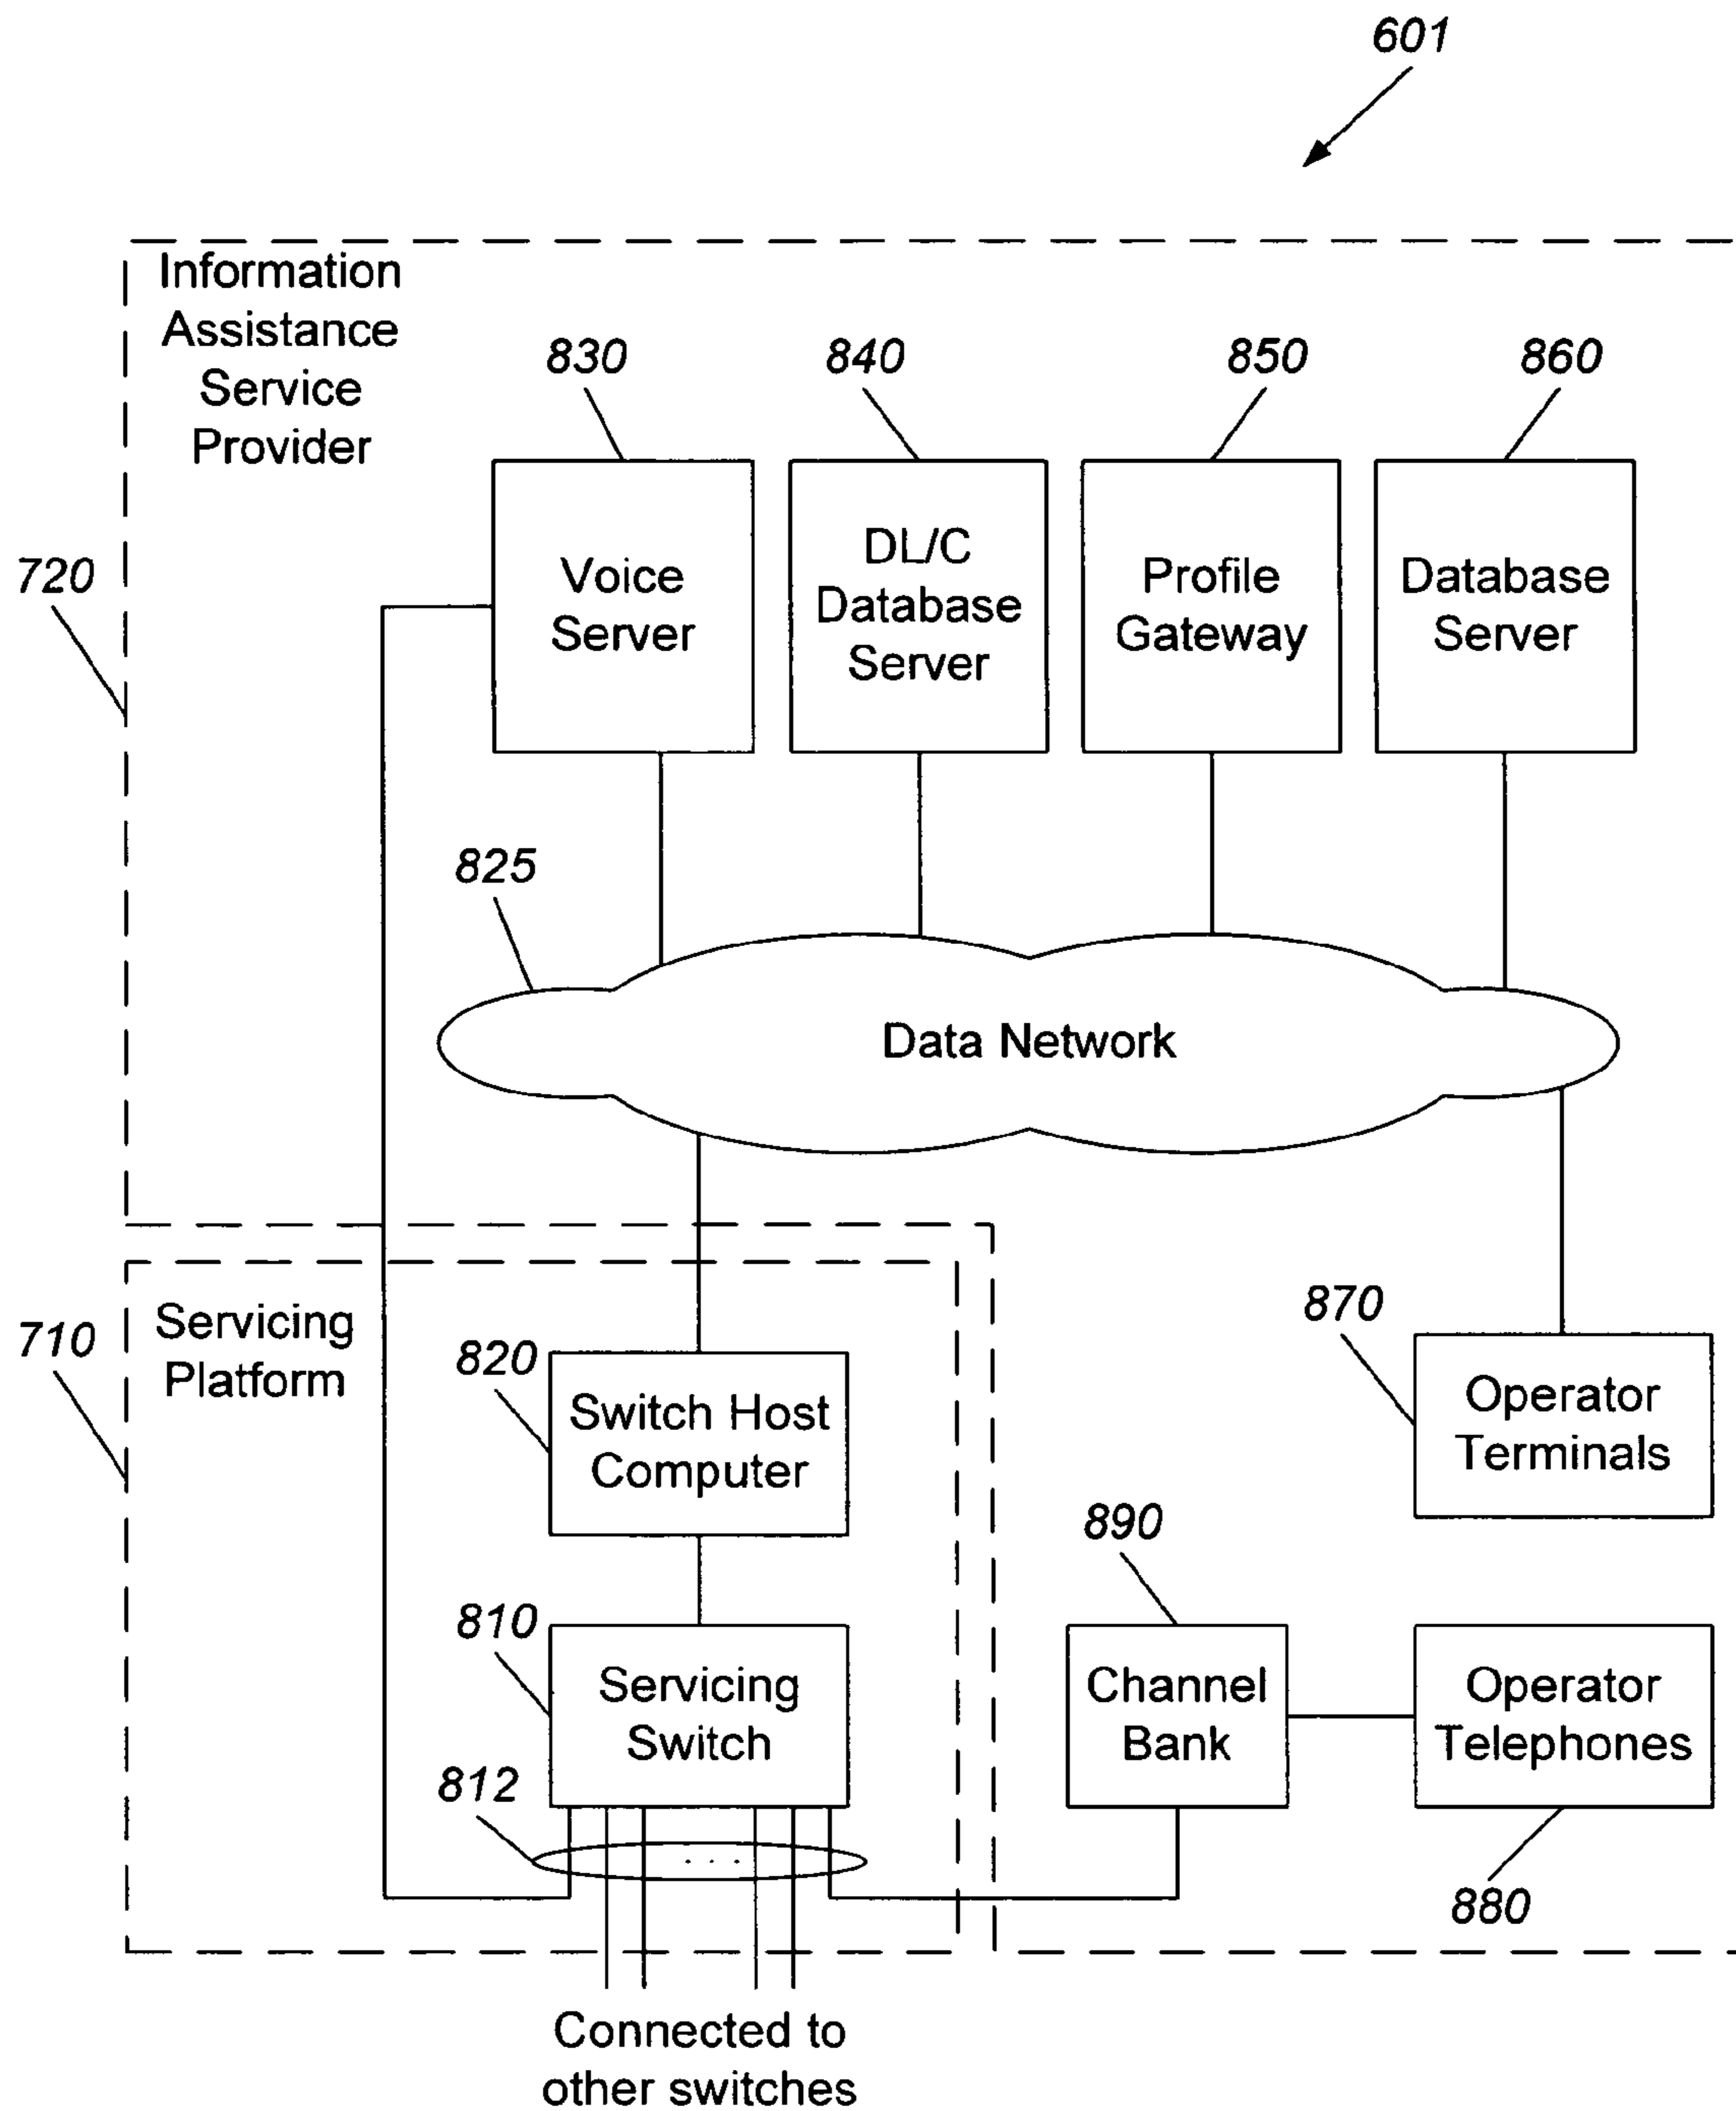 601
Information
Assistance
Service
Provider
830
840
850
860
720
Voice
Server
DL/C
Database
Server
Profile
Gateway
Database
Server
825
Data Network
710
Servicing
Platform
820
Switch Host
Computer
870
Operator
Terminals
890
810
Servicing
Switch
Channel
Bank
Operator
Telephones
812
. . .
880
Connected to
other switches